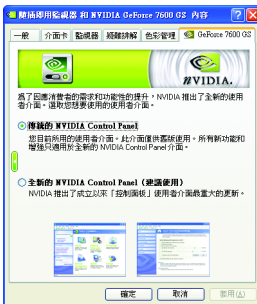 隨插即用監視器 和 NVIDIA GeForce 7600 GS 內容
一般 介面卡 監視器 疑難排解 色彩管理 GeForce 7600 GS
NVIDIA.
為了因應消費者的需求和功能性的提升，NVIDIA 推出了全新的使用
者介面。選取您想要使用的使用者介面。
傳統的 NVIDIA Control Panel
您目前所用的使用者介面。此介面僅供舊版使用。所有新功能和
增強只適用於全新的 NVIDIA Control Panel 介面。
全新的 NVIDIA Control Panel（建議使用）
NVIDIA 推出了成立以來「控制面板」使用者介面最重大的更新。
確定 取消 套用(A)